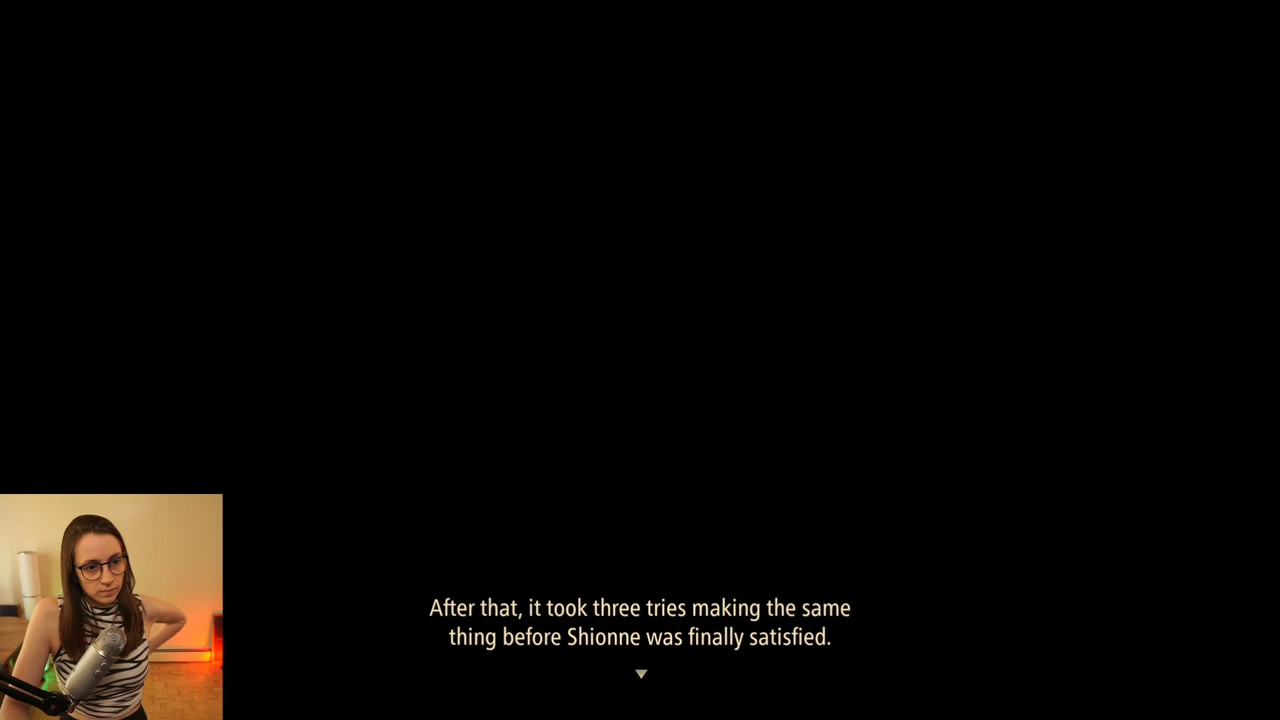 After that, it took three tries making the same
thing before Shionne was finally satisfied.